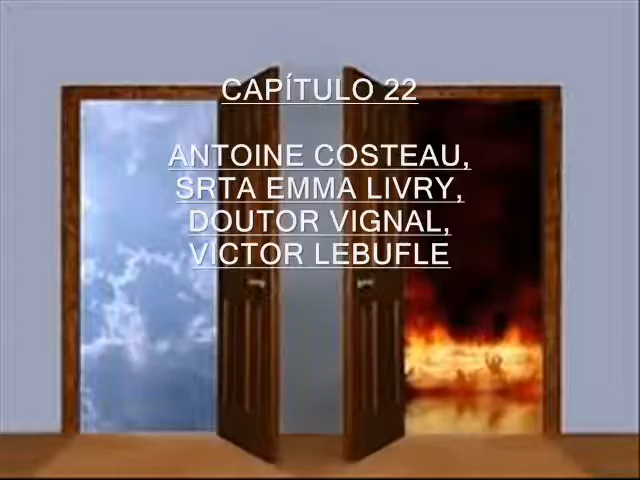 CAPÍTULO 22
ANTOINE COSTEAU,
SRTA EMMA LIVRY,
DOUTOR VIGNAL,
VICTOR LEBUFLE